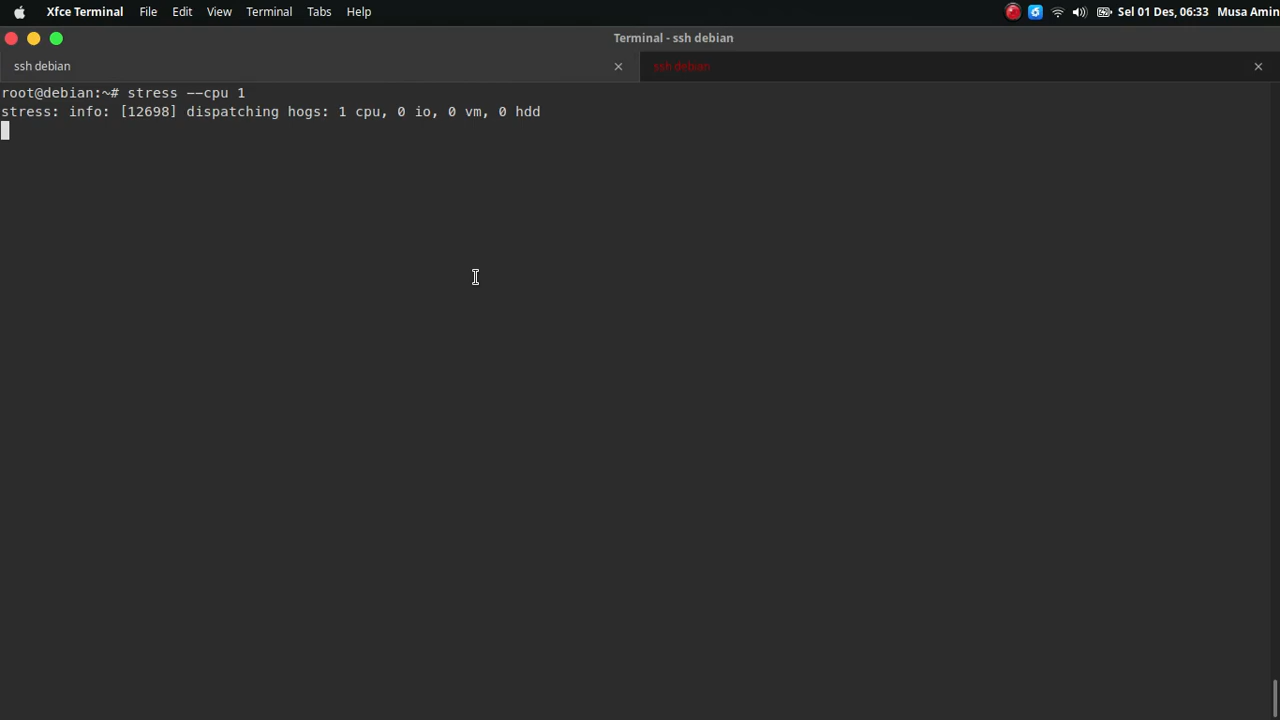 Xfce Terminal File Edit View Terminal Tabs Help Sel 01 Des, 06:33 Musa Amin
Terminal - ssh debian
ssh debian ssh debian
root@debian:~# stress --cpu 1
stress: info: [12698] dispatching hogs: 1 cpu, 0 io, 0 vm, 0 hdd